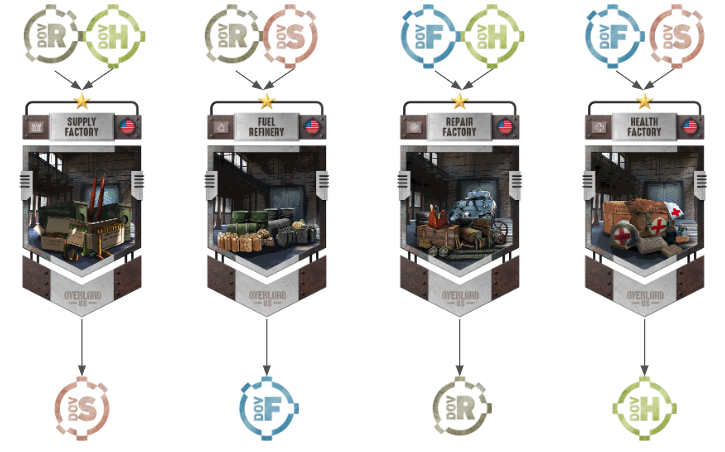 DOV R DOV H DOV R DOV S DOV F DOV H DOV F DOV S
SUPPLY
FACTORY
FUEL
REFINERY
REPAIR
FACTORY
HEALTH
FACTORY
OVERLORD
US
OVERLORD
US
OVERLORD
US
OVERLORD
US
DOV S DOV F DOV R DOV H